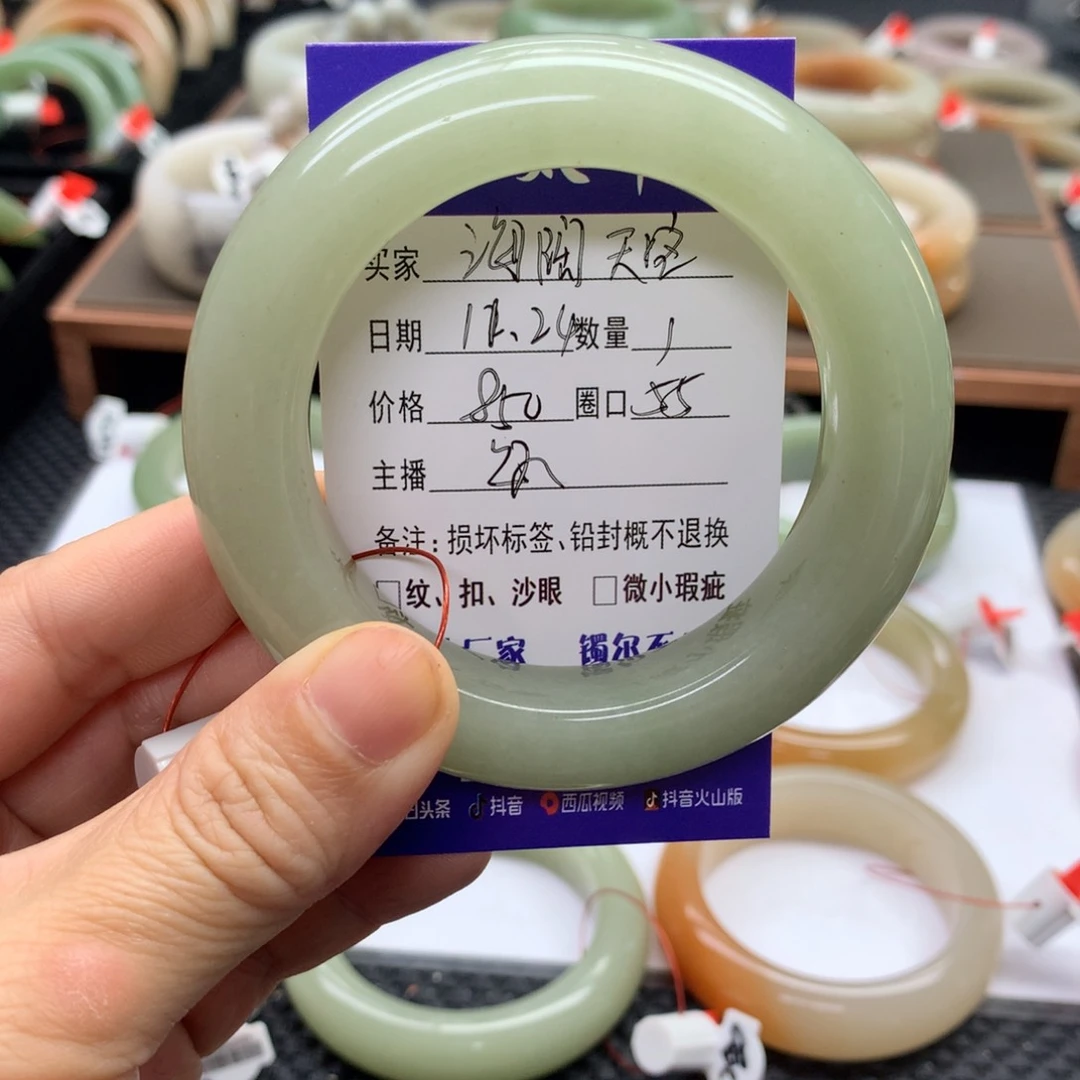 买家 海阔天空
日期 11.24 数量 1
价格 850 圈口 55
主播
备注:损坏标签、铅封概不退换
□纹、扣、沙眼 □微小瑕疵
厂家 镯尔不
头条 抖音 西瓜视频 抖音火山版